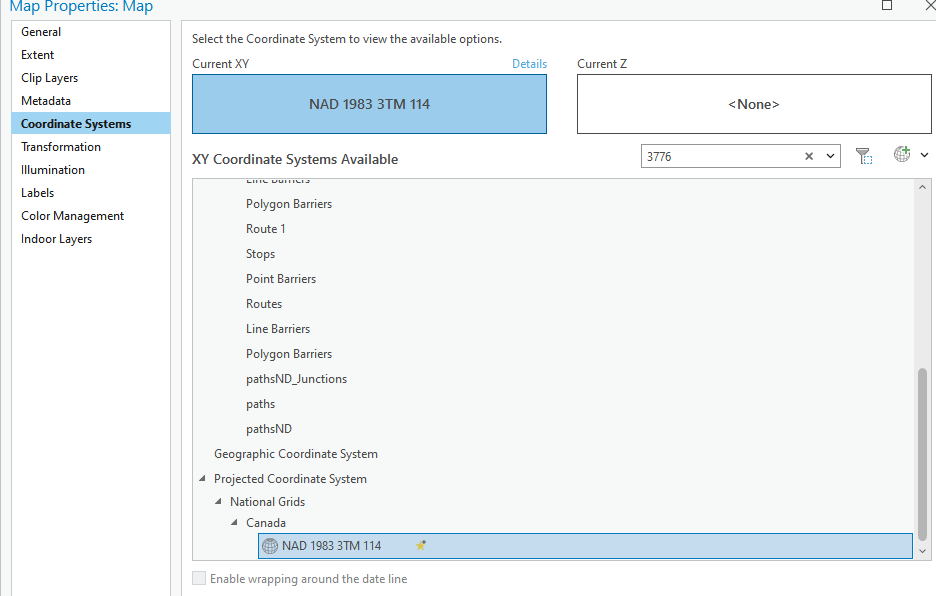 Map Properties: Map
General
Extent
Clip Layers
Metadata
Coordinate Systems
Transformation
Illumination
Labels
Color Management
Indoor Layers
Select the Coordinate System to view the available options.
Current XY Details Current Z
NAD 1983 3TM 114 <None>
XY Coordinate Systems Available 3776
Line Barriers
Polygon Barriers
Route 1
Stops
Point Barriers
Routes
Line Barriers
Polygon Barriers
pathsND_Junctions
paths
pathsND
Geographic Coordinate System
Projected Coordinate System
National Grids
Canada
NAD 1983 3TM 114
Enable wrapping around the date line